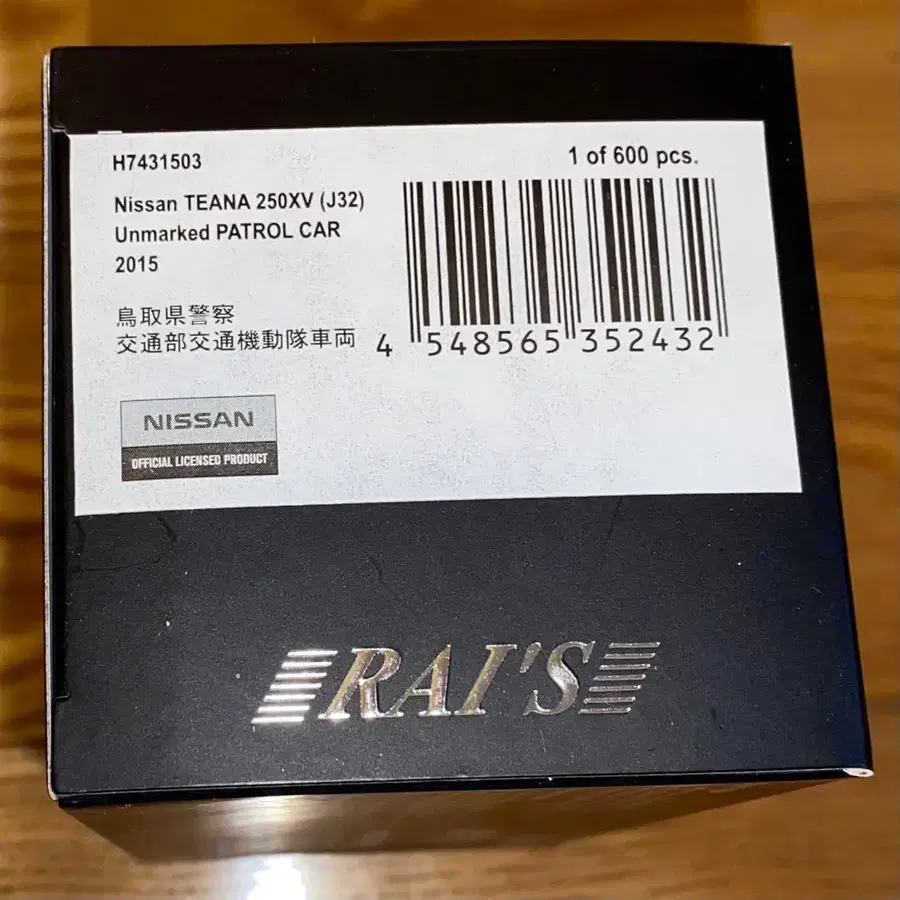 H7431503
1 of 600 pcs.
Nissan TEANA 250XV (J32)
Unmarked PATROL CAR
2015
鳥取県警察
交通部交通機動隊車両
4 548565 352432
NISSAN
OFFICIAL LICENSED PRODUCT
RAI'S